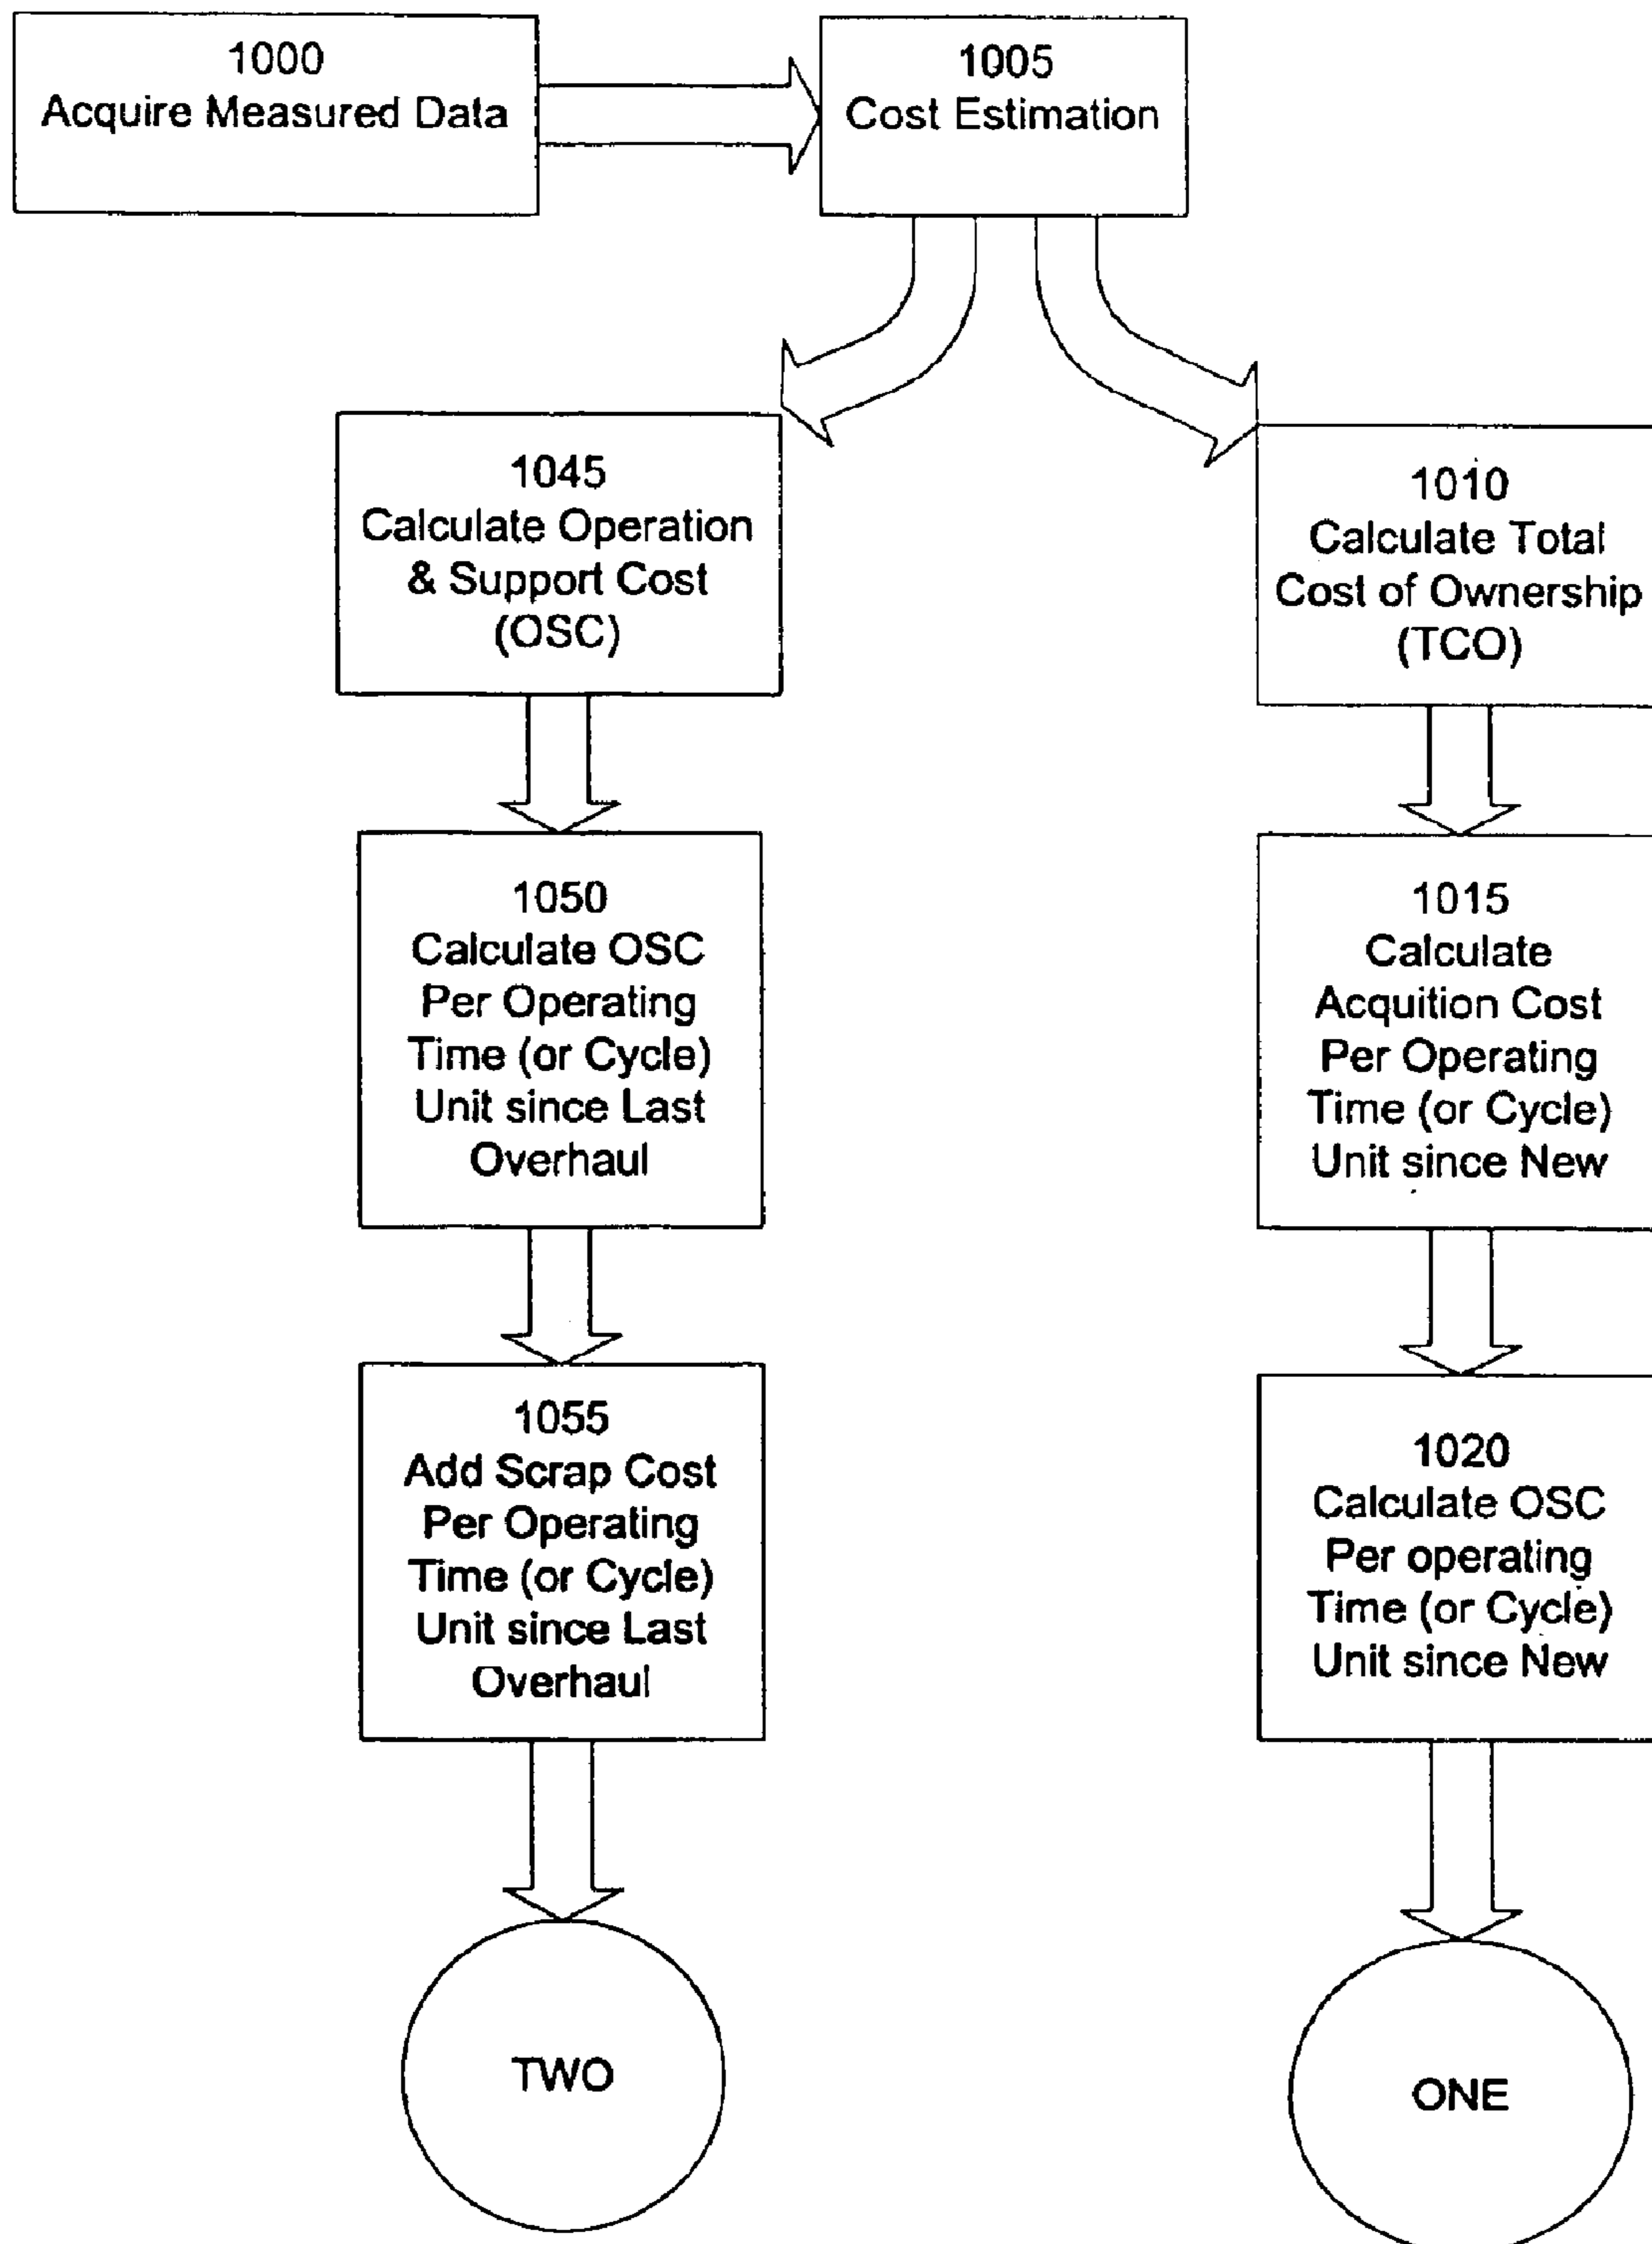 1000
Acquire Measured Data
1005
Cost Estimation
1045
Calculate Operation
& Support Cost
(OSC)
1010
Calculate Total
Cost of Ownership
(TCO)
1050
Calculate OSC
Per Operating
Time (or Cycle)
Unit since Last
Overhaul
1015
Calculate
Acquition Cost
Per Operating
Time (or Cycle)
Unit since New
1055
Add Scrap Cost
Per Operating
Time (or Cycle)
Unit since Last
Overhaul
1020
Calculate OSC
Per operating
Time (or Cycle)
Unit since New
TWO
ONE